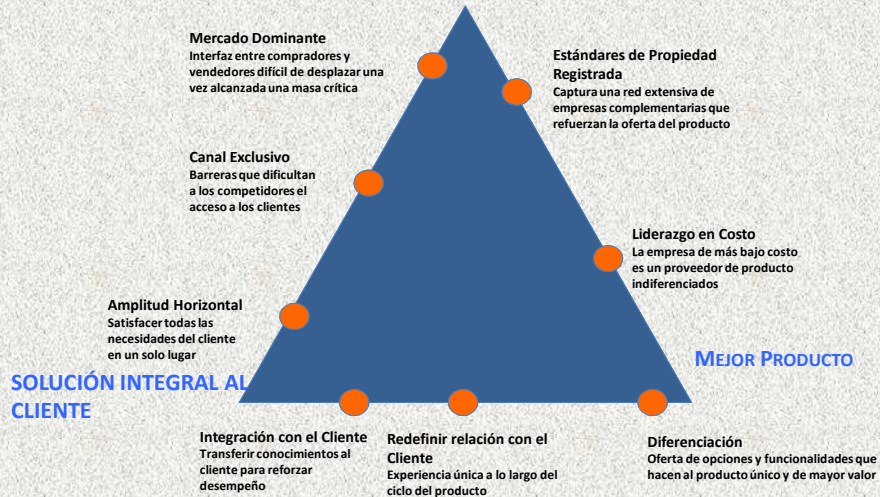 Mercado Dominante
Interfaz entre compradores y
vendedores difícil de desplazar una
vez alcanzada una masa crítica
Estándares de Propiedad
Registrada
Captura una red extensiva de
empresas complementarias que
refuerzan la oferta del producto
Canal Exclusivo
Barreras que dificultan
a los competidores el
acceso a los clientes
Liderazgo en Costo
La empresa de más bajo costo
es un proveedor de producto
indiferenciados
Amplitud Horizontal
Satisfacer todas las
necesidades del cliente
en un solo lugar
MEJOR PRODUCTO
SOLUCIÓN INTEGRAL AL
CLIENTE
Integración con el Cliente
Transferir conocimientos al
cliente para reforzar
desempeño
Redefinir relación con el
Cliente
Experiencia única a lo largo del
ciclo del producto
Diferenciación
Oferta de opciones y funcionalidades que
hacen al producto único y de mayor valor